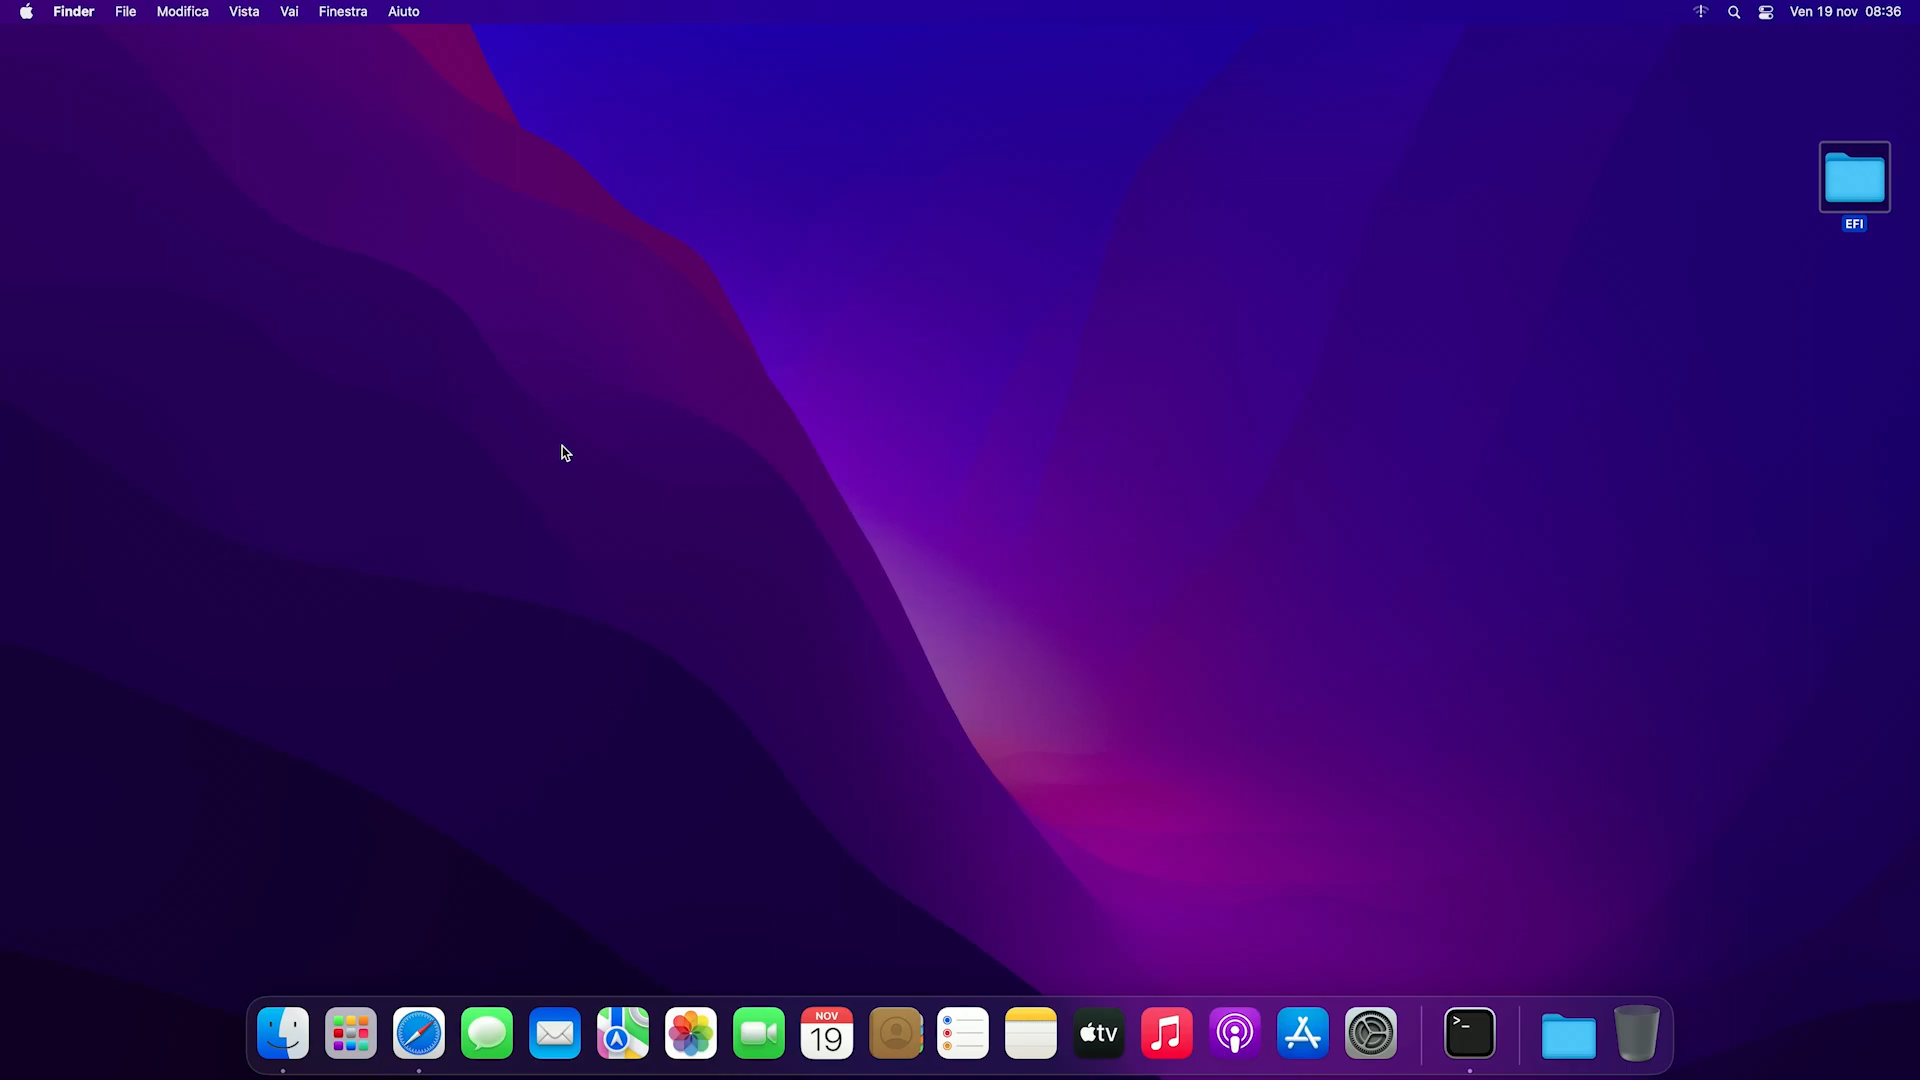 Finder File Modifica Vista Vai Finestra Aiuto Ven 19 nov 08:36
EFI
NOV
19
tv
>_